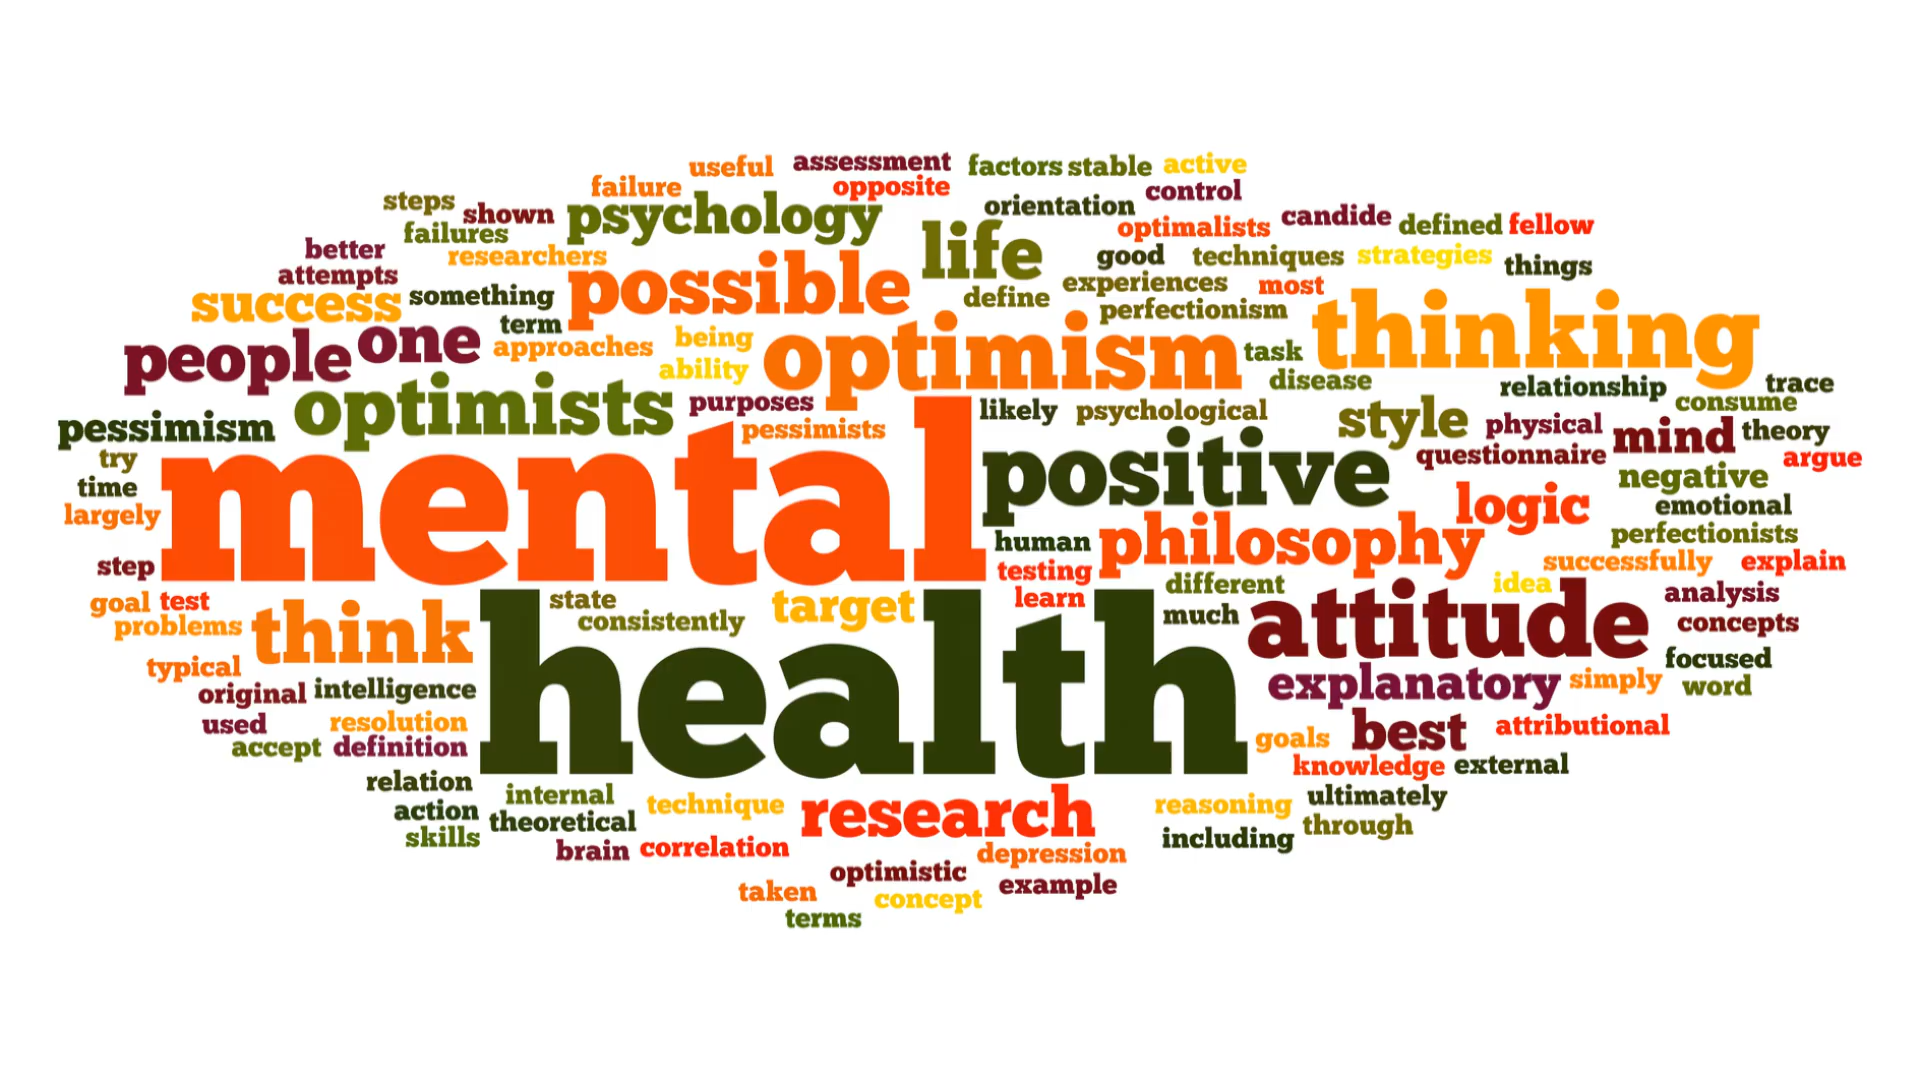 useful assessment factors stable active
failure opposite control
steps shown psychology orientation optimalists candide defined fellow
failures life
better researchers good techniques strategies things
attempts possible experiences most
success something define perfectionism thinking
term being optimism
people one approaches ability task
disease relationship trace
optimists purposes likely psychological style consume
pessimism pessimists physical mind theory
try mental positive questionnaire argue
time negative
largely logic emotional
human philosophy perfectionists
step testing successfully explain
goal test state target learn different idea analysis
problems think consistently much attitude concepts
typical health focused
original intelligence explanatory simply word
used resolution best attributional
accept definition goals
relation knowledge external
action internal technique research reasoning ultimately
skills theoretical including through
brain correlation depression
optimistic example
taken concept
terms